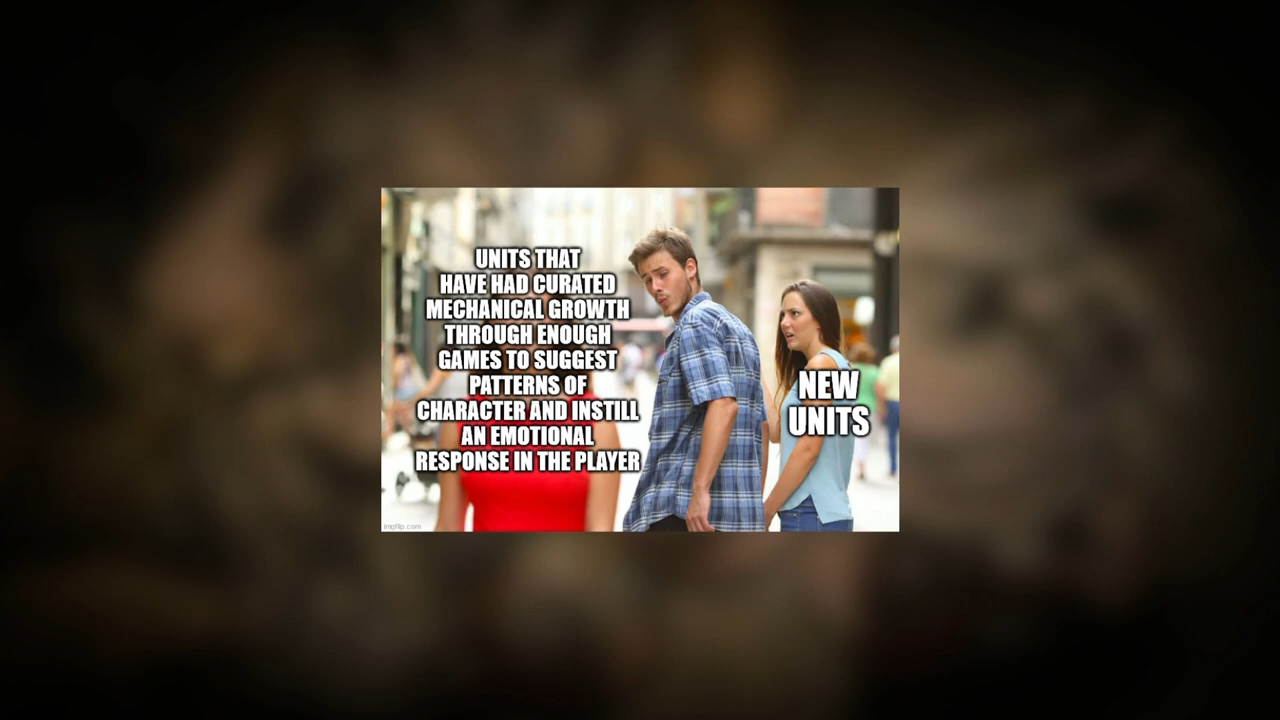 UNITS THAT
HAVE HAD CURATED
MECHANICAL GROWTH
THROUGH ENOUGH
GAMES TO SUGGEST
PATTERNS OF
CHARACTER AND INSTILL
AN EMOTIONAL
RESPONSE IN THE PLAYER
NEW
UNITS
imgflip.com